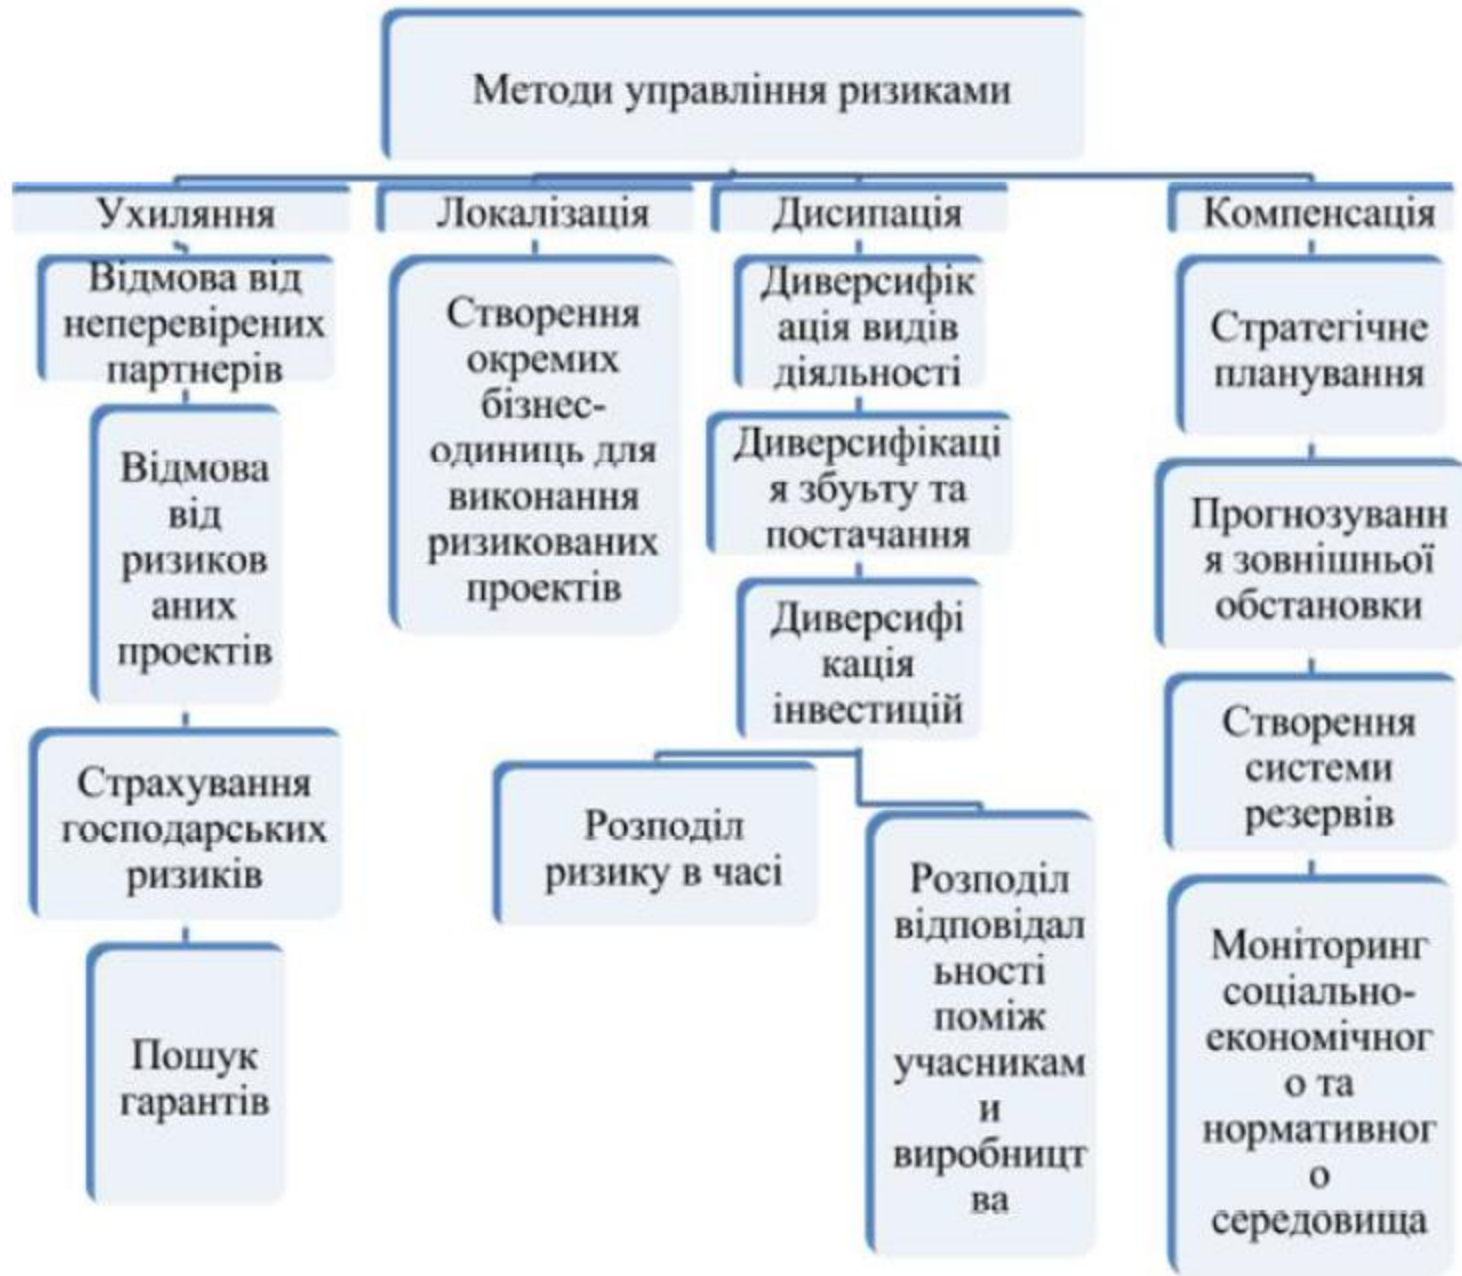 Методи управління ризиками
Ухиляння
Локалізація
Дисипація
Компенсація
Відмова від
неперевірених
партнерів
Відмова
від
ризиков
аних
проектів
Страхування
господарських
ризиків
Пошук
гарантів
Створення
окремих
бізнес-
одиниць для
виконання
ризикованих
проектів
Диверсифік
ація видів
діяльності
Диверсифікаці
я збуьту та
постачання
Диверсифі
кація
інвестицій
Розподіл
ризику в часі
Розподіл
відповідал
ьності
поміж
учасникам
и
виробницт
ва
Стратегічне
планування
Прогнозуванн
я зовнішньої
обстановки
Створення
системи
резервів
Моніторинг
соціально-
економічног
о та
нормативног
о
середовища